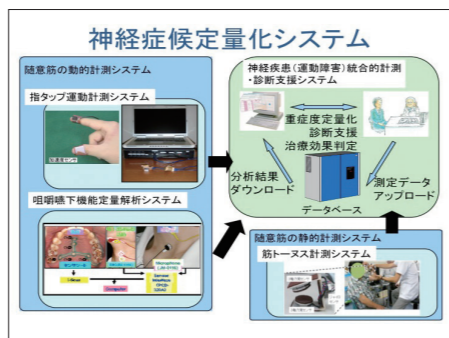 神経症候定量化システム
随意筋の動的計測システム
指タップ運動計測システム
咀嚼嚥下機能定量解析システム
神経疾患(運動障害)統合的計測
・診断支援システム
重症度定量化
診断支援
治療効果判定
分析結果
ダウンロード
測定データ
アップロード
データベース
随意筋の静的計測システム
筋トーヌス計測システム